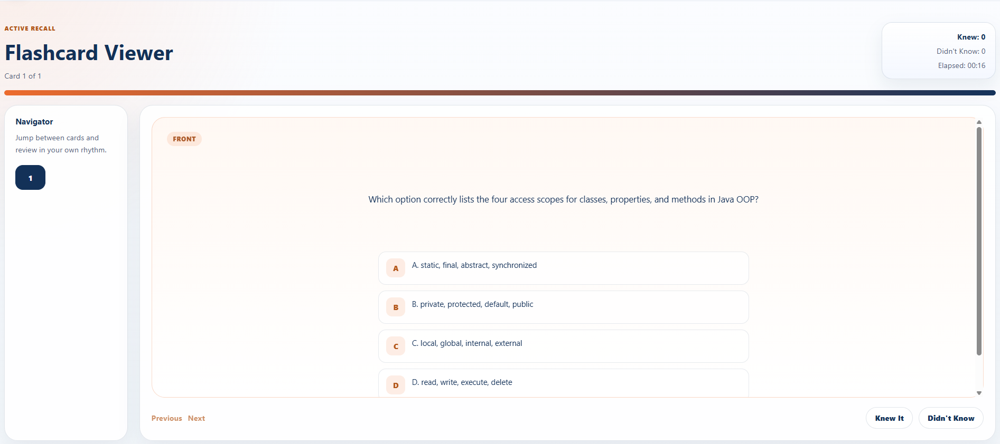 ACTIVE RECALL
Flashcard Viewer
Card 1 of 1
Knew: 0
Didn't Know: 0
Elapsed: 00:16
Navigator
Jump between cards and
review in your own rhythm.
1
FRONT
Which option correctly lists the four access scopes for classes, properties, and methods in Java OOP?
A A. static, final, abstract, synchronized
B B. private, protected, default, public
C C. local, global, internal, external
D D. read, write, execute, delete
Previous Next
Knew It Didn't Know